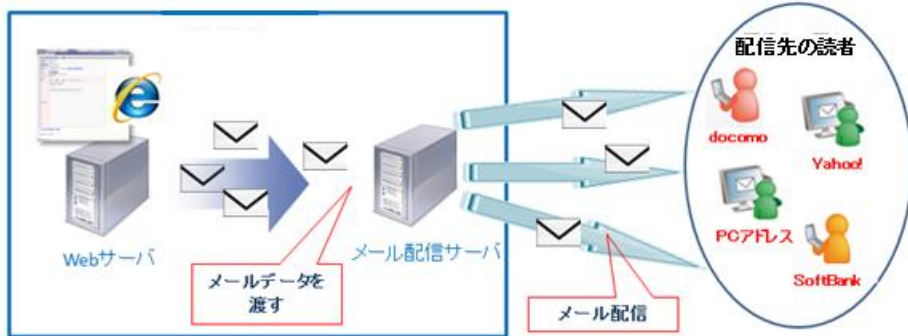 配信先の読者
docomo
Yahoo!
PCアドレス
SoftBank
Webサーバ
メール配信サーバ
メールデータを
渡す
メール配信